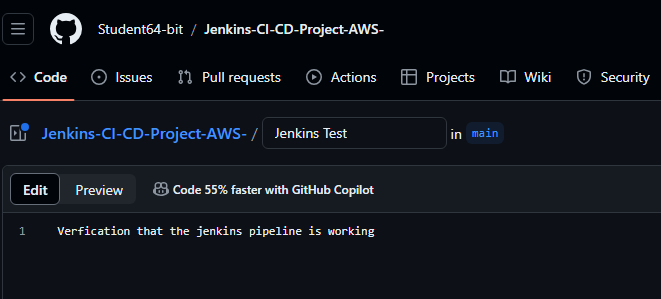 Student64-bit / Jenkins-CI-CD-Project-AWS-
Code Issues Pull requests Actions Projects Wiki Security
Jenkins-CI-CD-Project-AWS- / Jenkins Test in main
Edit Preview Code 55% faster with GitHub Copilot
1 Verfication that the jenkins pipeline is working